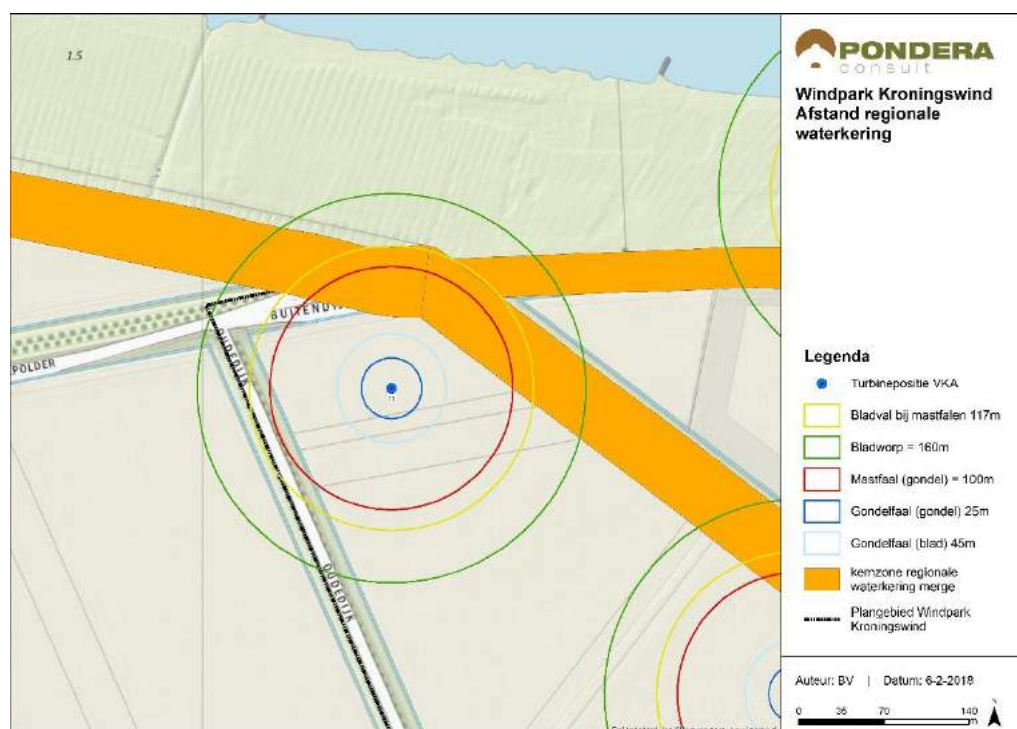 1.5
BUITENDIJ
OUDEDIJK
POLDER
11
OUDEDIJK
PONDERA
consult
Windpark Kroningswind
Afstand regionale
waterkering
Legenda
Turbinepositie VKA
Bladval bij mastfalen 117m
Bladworp = 160m
Mastfaal (gondel) = 100m
Gondelfaal (gondel) 25m
Gondelfaal (blad) 45m
kernzone regionale
waterkering merge
Plangebied Windpark
Kroningswind
Auteur: BV | Datum: 6-2-2018
N
0 35 70 140
m